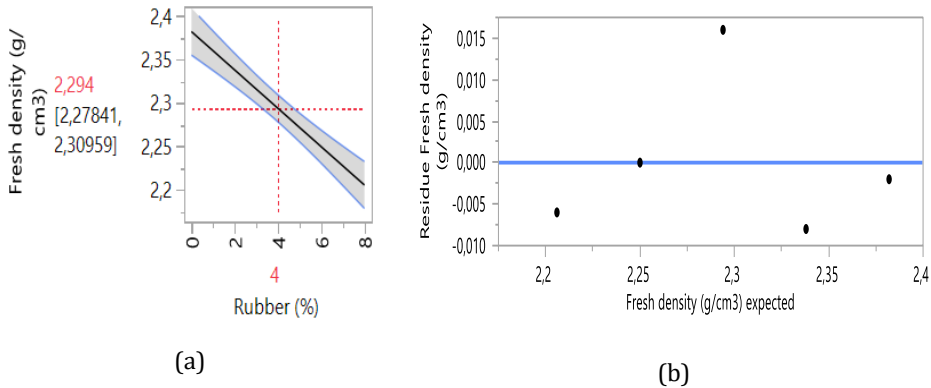 Fresh density (g/
cm3)
2,294
[2,27841,
2,30959]
2,4
2,35
2,3
2,25
2,2
0 2 4 6 8
4
Rubber (%)
(a)
Residue Fresh density
(g/cm3)
0,015
0,010
0,005
0,000
-0,005
-0,010
2,2 2,25 2,3 2,35 2,4
Fresh density (g/cm3) expected
(b)